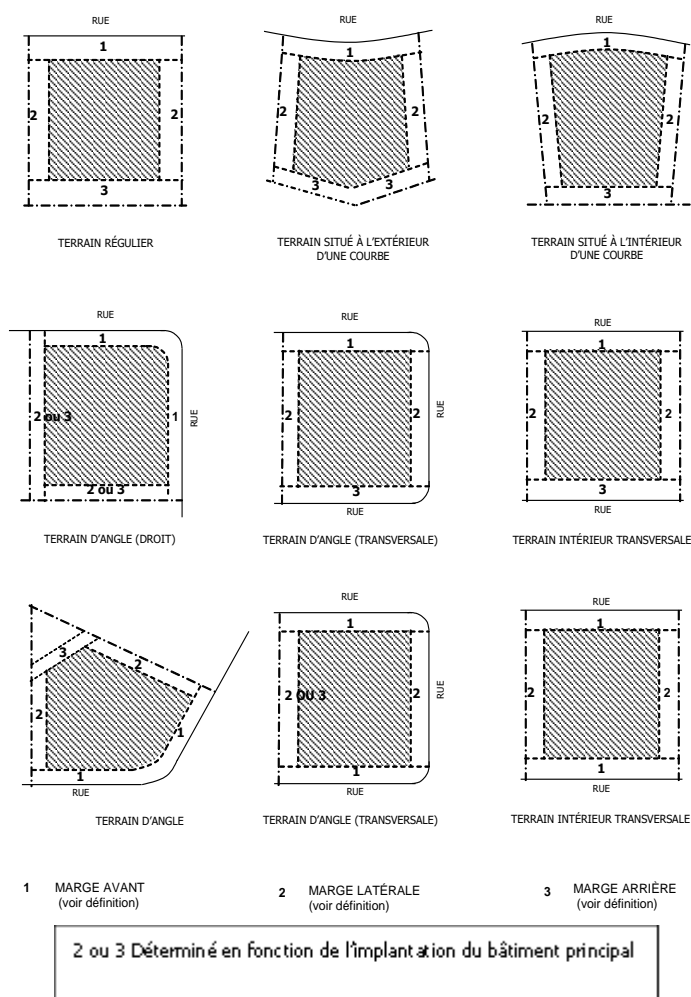 RUE
RUE
RUE
1
1
1
2
2
2
2
2
2
3
3
3
3
TERRAIN RÉGULIER
TERRAIN SITUÉ À L'EXTÉRIEUR
D'UNE COURBE
TERRAIN SITUÉ À L'INTÉRIEUR
D'UNE COURBE
RUE
RUE
RUE
1
1
1
2 ou 3
1
RUE
2
2
RUE
2
2
2 ou 3
3
3
RUE
RUE
TERRAIN D'ANGLE (DROIT)
TERRAIN D'ANGLE (TRANSVERSALE)
TERRAIN INTÉRIEUR TRANSVERSALE
RUE
RUE
1
1
3
2
2
1
2 OU 3
2
RUE
2
2
1
1
1
RUE
RUE
RUE
TERRAIN D'ANGLE
TERRAIN D'ANGLE (TRANSVERSALE)
TERRAIN INTÉRIEUR TRANSVERSALE
1 MARGE AVANT
(voir définition)
2 MARGE LATÉRALE
(voir définition)
3 MARGE ARRIÈRE
(voir définition)
2 ou 3 Déterminé en fonction de l'implantation du bâtiment principal